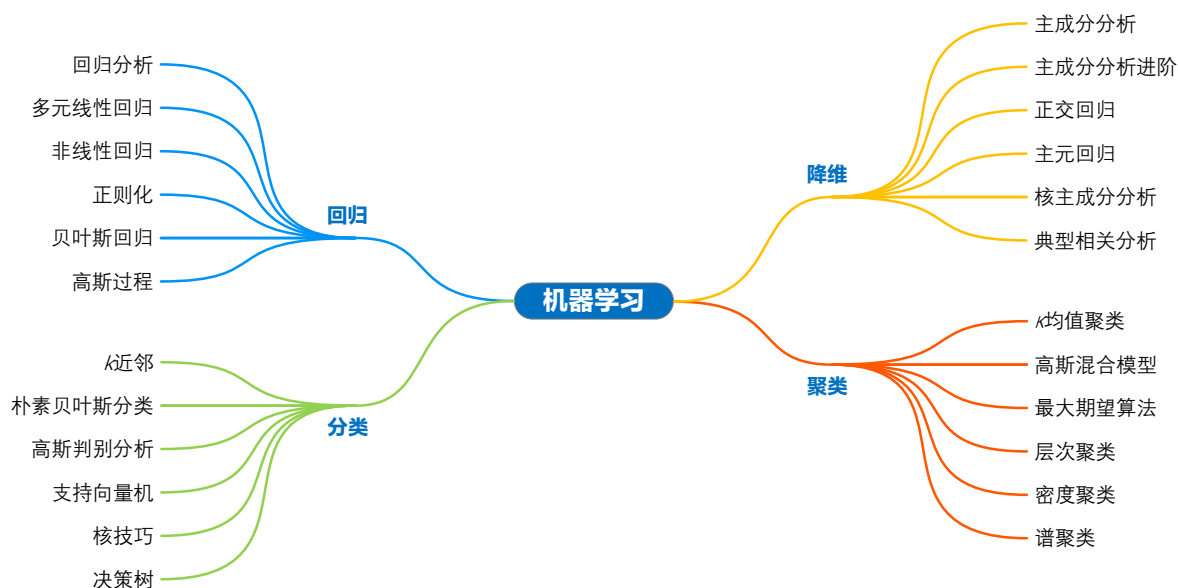 机器学习
回归
回归分析
多元线性回归
非线性回归
正则化
贝叶斯回归
高斯过程
分类
k近邻
朴素贝叶斯分类
高斯判别分析
支持向量机
核技巧
决策树
降维
主成分分析
主成分分析进阶
正交回归
主元回归
核主成分分析
典型相关分析
聚类
k均值聚类
高斯混合模型
最大期望算法
层次聚类
密度聚类
谱聚类